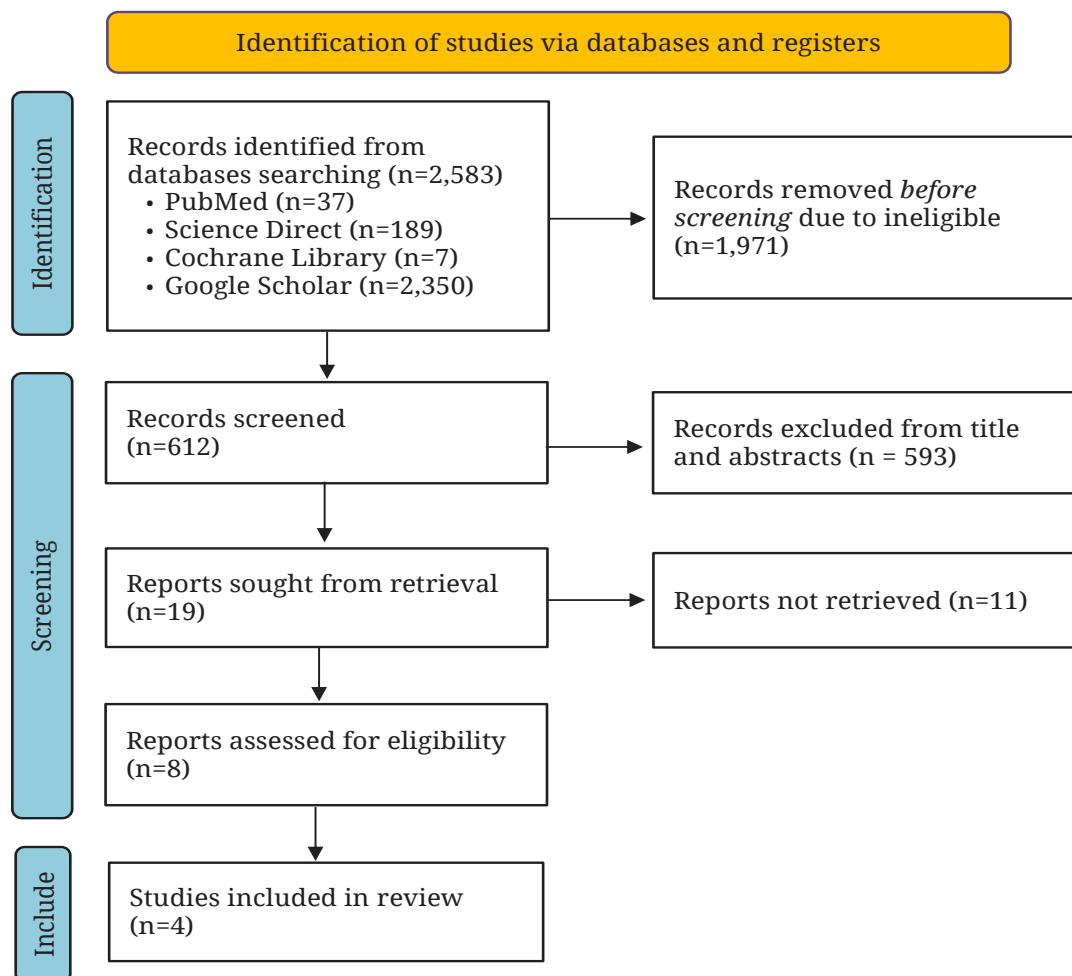 Identification of studies via databases and registers
Identification
Records identified from
databases searching (n=2,583)
• PubMed (n=37)
• Science Direct (n=189)
• Cochrane Library (n=7)
• Google Scholar (n=2,350)
Records removed before
screening due to ineligible
(n=1,971)
Screening
Records screened
(n=612)
Records excluded from title
and abstracts (n = 593)
Reports sought from retrieval
(n=19)
Reports not retrieved (n=11)
Reports assessed for eligibility
(n=8)
Include
Studies included in review
(n=4)